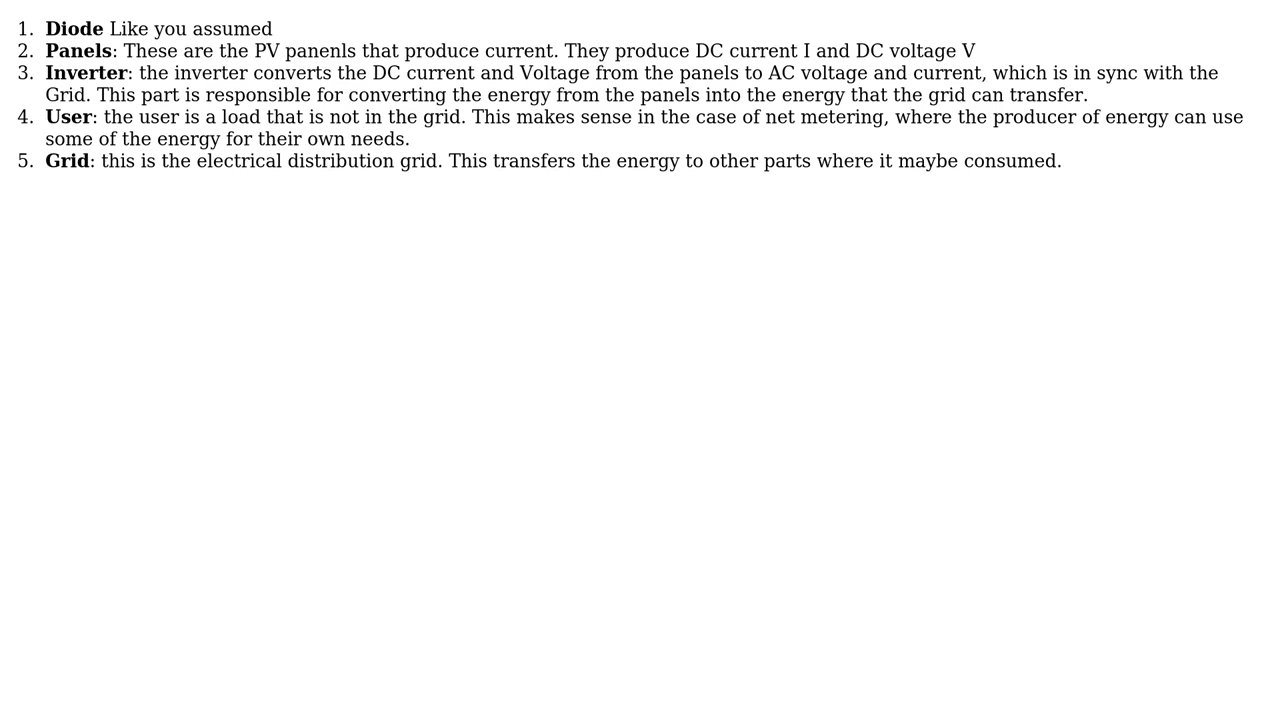 1. Diode Like you assumed
2. Panels: These are the PV panenls that produce current. They produce DC current I and DC voltage V
3. Inverter: the inverter converts the DC current and Voltage from the panels to AC voltage and current, which is in sync with the
Grid. This part is responsible for converting the energy from the panels into the energy that the grid can transfer.
4. User: the user is a load that is not in the grid. This makes sense in the case of net metering, where the producer of energy can use
some of the energy for their own needs.
5. Grid: this is the electrical distribution grid. This transfers the energy to other parts where it maybe consumed.